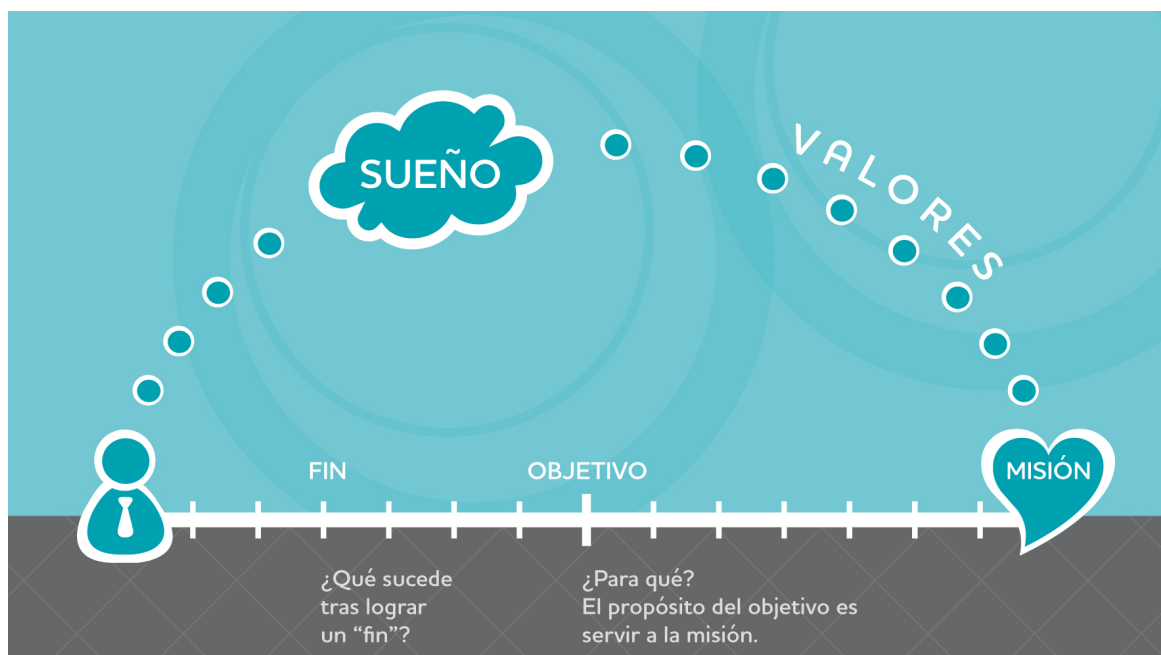 SUEÑO
VALORES
FIN
OBJETIVO
MISIÓN
¿Qué sucede
tras lograr
un “fin”?
¿Para qué?
El propósito del objetivo es
servir a la misión.